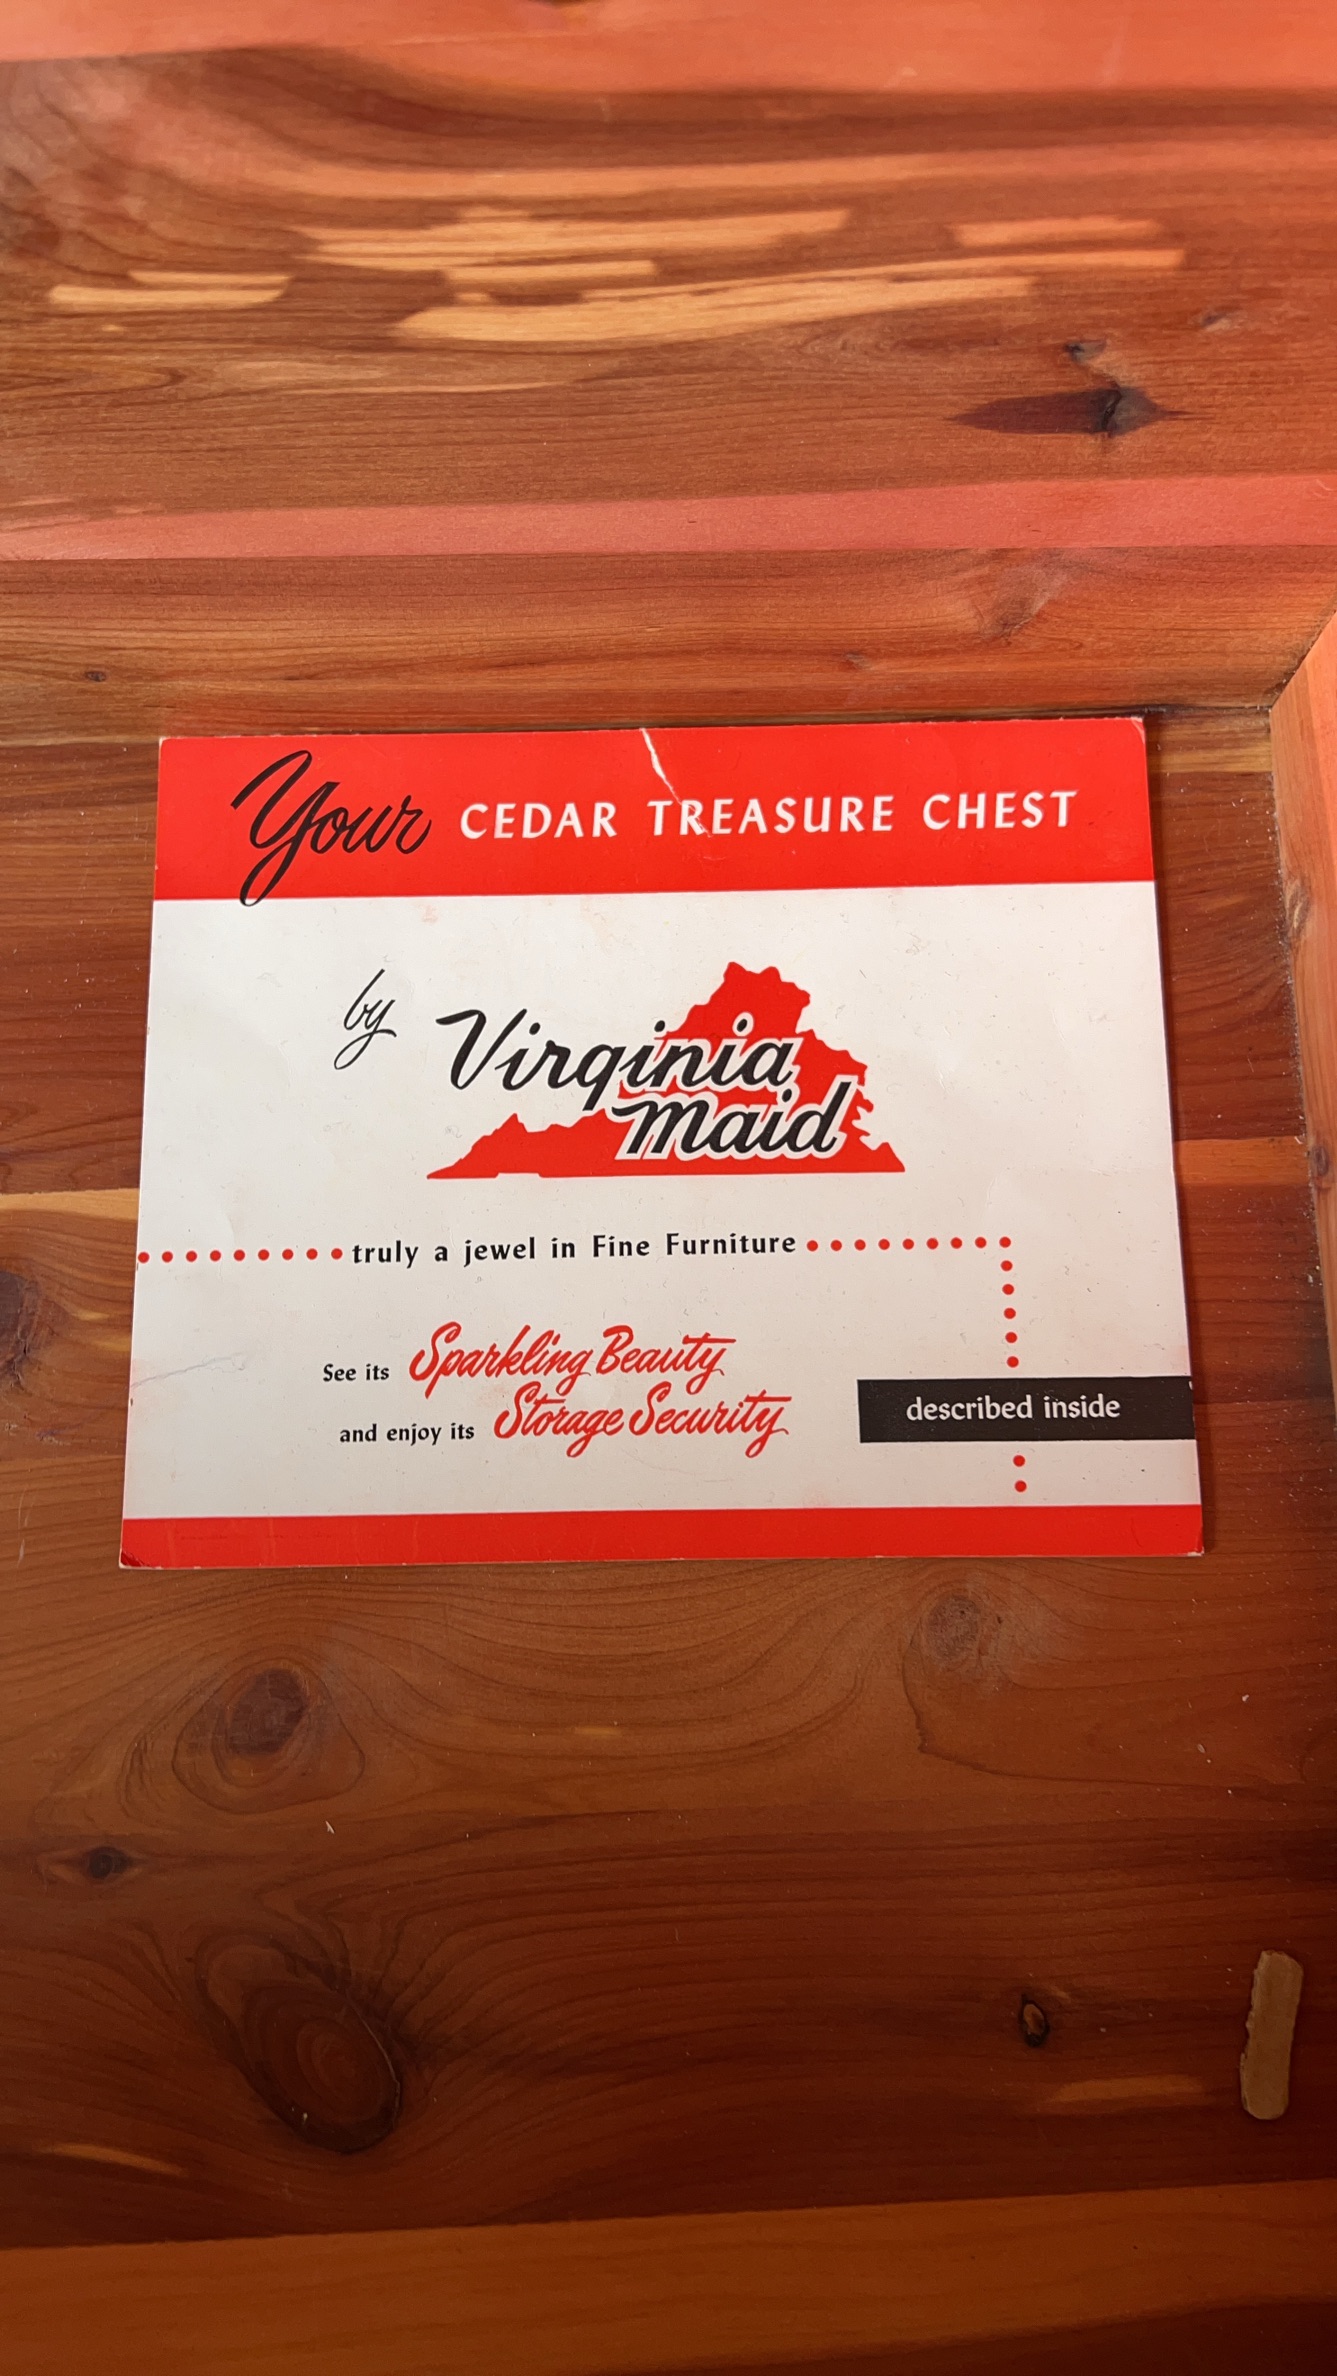 Your CEDAR TREASURE CHEST
by Virginia
Maid
truly a jewel in Fine Furniture
See its Sparkling Beauty
and enjoy its Storage Security
described inside